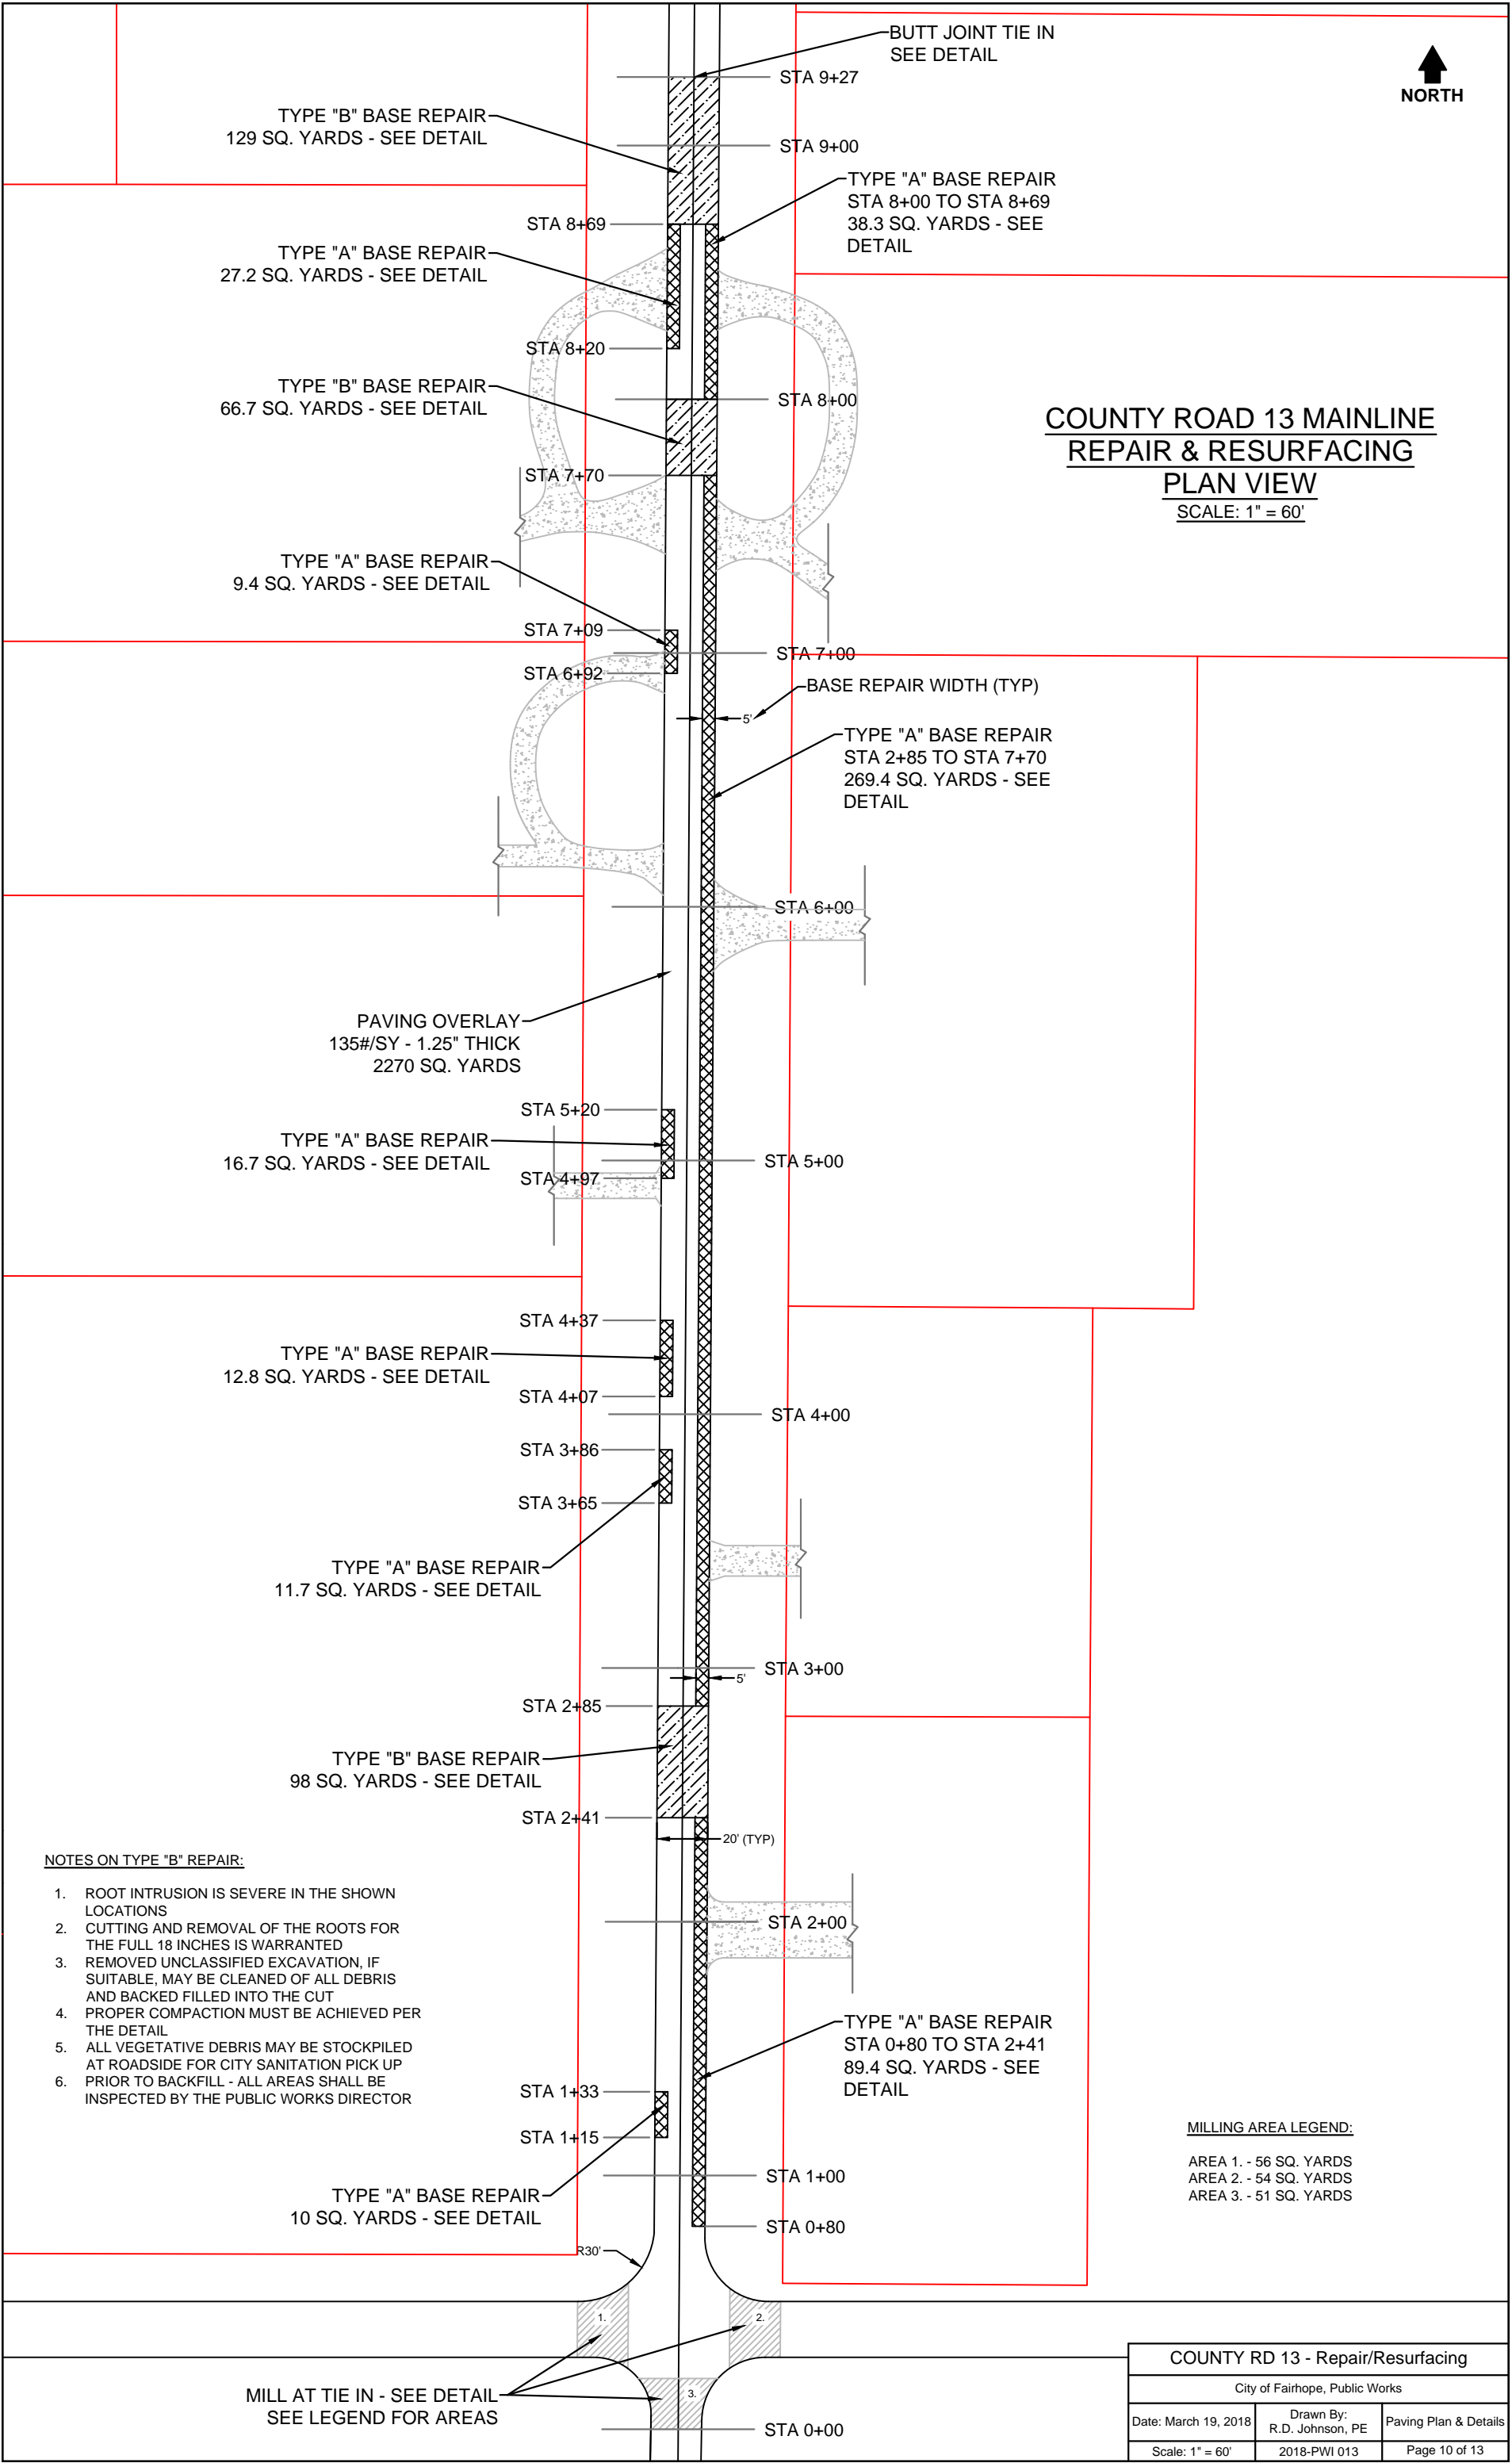 BUTT JOINT TIE IN
SEE DETAIL
NORTH
STA 9+27
TYPE "B" BASE REPAIR
129 SQ. YARDS - SEE DETAIL
STA 9+00
TYPE "A" BASE REPAIR
STA 8+00 TO STA 8+69
38.3 SQ. YARDS - SEE
DETAIL
STA 8+69
TYPE "A" BASE REPAIR
27.2 SQ. YARDS - SEE DETAIL
STA 8+20
TYPE "B" BASE REPAIR
66.7 SQ. YARDS - SEE DETAIL
STA 8+00
COUNTY ROAD 13 MAINLINE
REPAIR & RESURFACING
PLAN VIEW
SCALE: 1" = 60'
STA 7+70
TYPE "A" BASE REPAIR
9.4 SQ. YARDS - SEE DETAIL
STA 7+09
STA 7+00
STA 6+92
BASE REPAIR WIDTH (TYP)
5'
TYPE "A" BASE REPAIR
STA 2+85 TO STA 7+70
269.4 SQ. YARDS - SEE
DETAIL
STA 6+00
PAVING OVERLAY
135#/SY - 1.25" THICK
2270 SQ. YARDS
STA 5+20
TYPE "A" BASE REPAIR
16.7 SQ. YARDS - SEE DETAIL
STA 5+00
STA 4+97
STA 4+37
TYPE "A" BASE REPAIR
12.8 SQ. YARDS - SEE DETAIL
STA 4+07
STA 4+00
STA 3+86
STA 3+65
TYPE "A" BASE REPAIR
11.7 SQ. YARDS - SEE DETAIL
STA 3+00
5'
STA 2+85
TYPE "B" BASE REPAIR
98 SQ. YARDS - SEE DETAIL
STA 2+41
20' (TYP)
NOTES ON TYPE "B" REPAIR:
1. ROOT INTRUSION IS SEVERE IN THE SHOWN
LOCATIONS
2. CUTTING AND REMOVAL OF THE ROOTS FOR
THE FULL 18 INCHES IS WARRANTED
3. REMOVED UNCLASSIFIED EXCAVATION, IF
SUITABLE, MAY BE CLEANED OF ALL DEBRIS
AND BACKED FILLED INTO THE CUT
4. PROPER COMPACTION MUST BE ACHIEVED PER
THE DETAIL
5. ALL VEGETATIVE DEBRIS MAY BE STOCKPILED
AT ROADSIDE FOR CITY SANITATION PICK UP
6. PRIOR TO BACKFILL - ALL AREAS SHALL BE
INSPECTED BY THE PUBLIC WORKS DIRECTOR
STA 2+00
TYPE "A" BASE REPAIR
STA 0+80 TO STA 2+41
89.4 SQ. YARDS - SEE
DETAIL
STA 1+33
STA 1+15
MILLING AREA LEGEND:
AREA 1. - 56 SQ. YARDS
AREA 2. - 54 SQ. YARDS
AREA 3. - 51 SQ. YARDS
STA 1+00
TYPE "A" BASE REPAIR
10 SQ. YARDS - SEE DETAIL
STA 0+80
R30'
1.
2.
3.
MILL AT TIE IN - SEE DETAIL
SEE LEGEND FOR AREAS
STA 0+00
COUNTY RD 13 - Repair/Resurfacing
City of Fairhope, Public Works
Date: March 19, 2018
Drawn By:
R.D. Johnson, PE
Paving Plan & Details
Scale: 1" = 60'
2018-PWI 013
Page 10 of 13